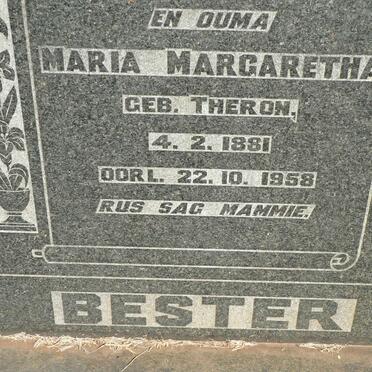 EN OUMA
MARIA MARGARETHA
GEB. THERON,
4. 2. 1881
OORL. 22. 10. 1958
RUS SAG MAMMIE.
BESTER